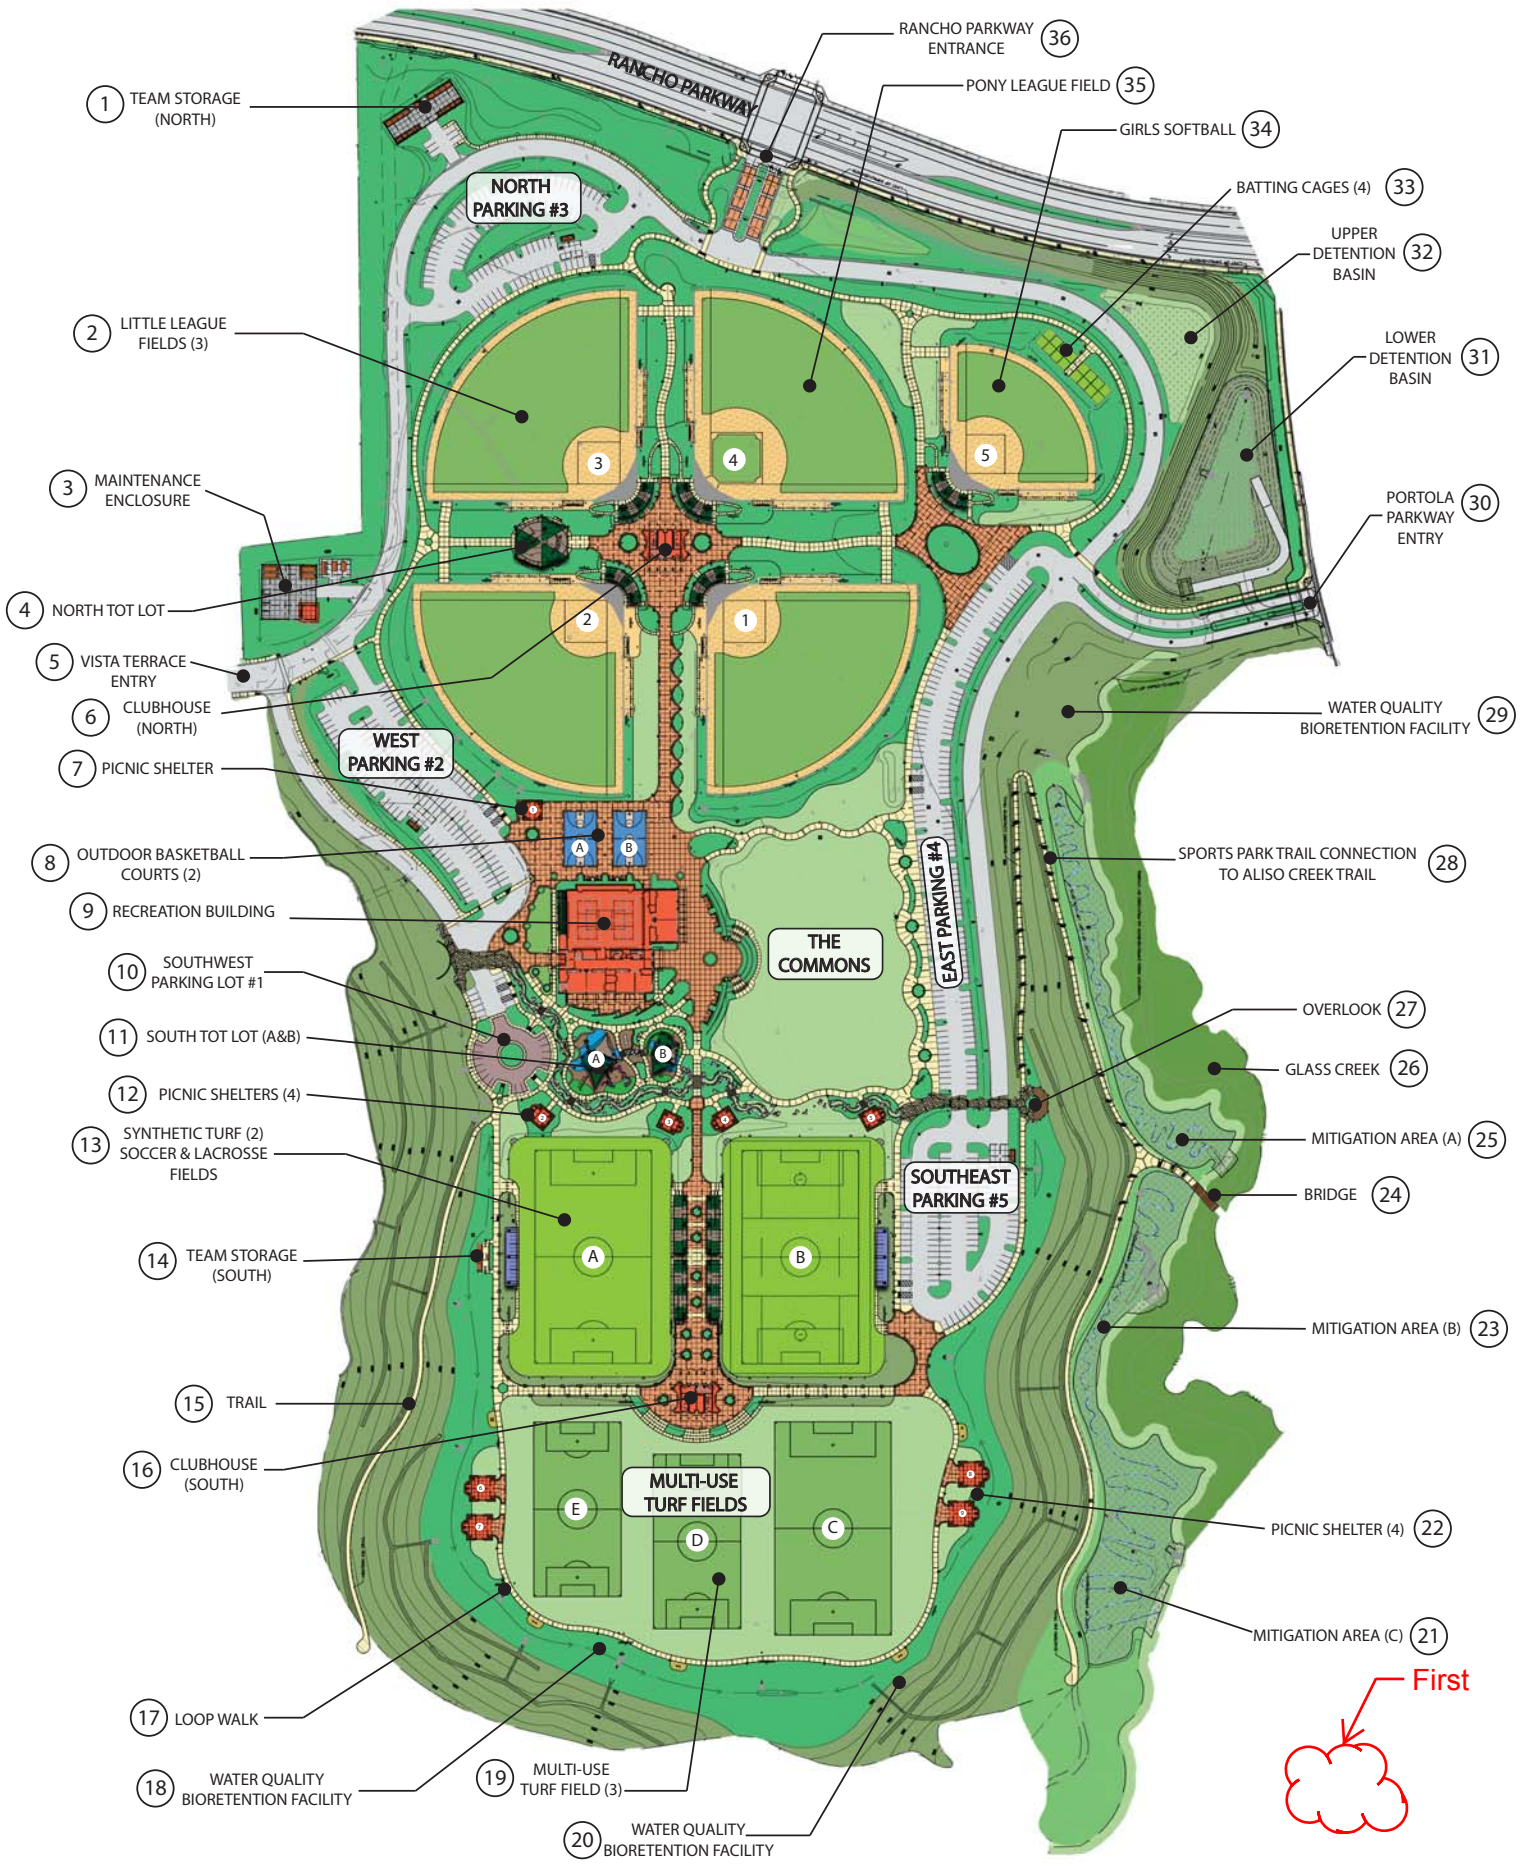 RANCHO PARKWAY
1 TEAM STORAGE
(NORTH)
2 LITTLE LEAGUE
FIELDS (3)
3 MAINTENANCE
ENCLOSURE
4 NORTH TOT LOT
5 VISTA TERRACE
ENTRY
6 CLUBHOUSE
(NORTH)
7 PICNIC SHELTER
8 OUTDOOR BASKETBALL
COURTS (2)
9 RECREATION BUILDING
10 SOUTHWEST
PARKING LOT #1
11 SOUTH TOT LOT (A&B)
12 PICNIC SHELTERS (4)
13 SYNTHETIC TURF (2)
SOCCER & LACROSSE
FIELDS
14 TEAM STORAGE
(SOUTH)
15 TRAIL
16 CLUBHOUSE
(SOUTH)
17 LOOP WALK
18 WATER QUALITY
BIORETENTION FACILITY
19 MULTI-USE
TURF FIELD (3)
20 WATER QUALITY
BIORETENTION FACILITY
RANCHO PARKWAY
ENTRANCE 36
PONY LEAGUE FIELD 35
GIRLS SOFTBALL 34
BATTING CAGES (4) 33
UPPER
DETENTION
BASIN 32
LOWER
DETENTION
BASIN 31
PORTOLA
PARKWAY
ENTRY 30
WATER QUALITY
BIORETENTION FACILITY 29
SPORTS PARK TRAIL CONNECTION
TO ALISO CREEK TRAIL 28
OVERLOOK 27
GLASS CREEK 26
MITIGATION AREA (A) 25
BRIDGE 24
MITIGATION AREA (B) 23
PICNIC SHELTER (4) 22
MITIGATION AREA (C) 21
First
NORTH
PARKING #3
3
4
5
2
1
WEST
PARKING #2
A
B
THE
COMMONS
EAST PARKING #4
A
B
SOUTHEAST
PARKING #5
A
B
MULTI-USE
TURF FIELDS
E
D
C